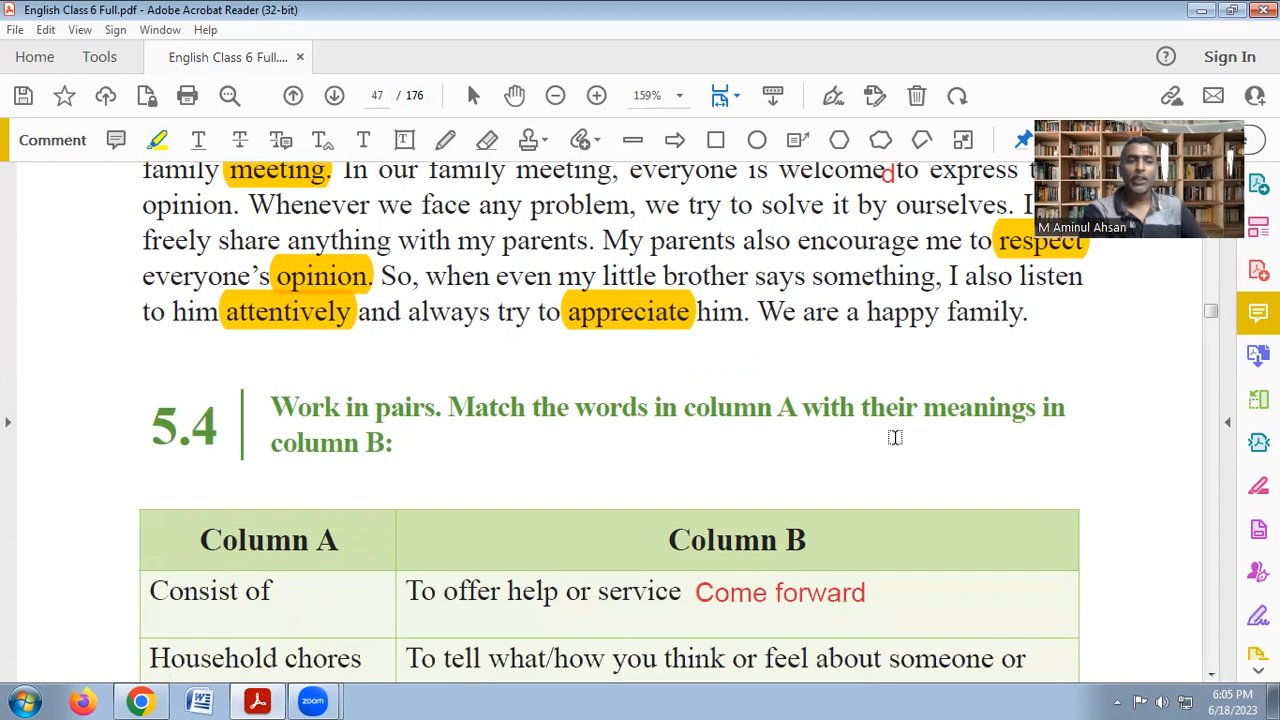 English Class 6 Full.pdf - Adobe Acrobat Reader (32-bit)
File Edit View Sign Window Help
Home Tools English Class 6 Full.... × Sign In
47 / 176 159%
Comment
M Aminul Ahsan
family meeting. In our family meeting, everyone is welcomed to express
opinion. Whenever we face any problem, we try to solve it by ourselves. I
freely share anything with my parents. My parents also encourage me to respect
everyone's opinion. So, when even my little brother says something, I also listen
to him attentively and always try to appreciate him. We are a happy family.
5.4 Work in pairs. Match the words in column A with their meanings in
column B:
Column A Column B
Consist of To offer help or service Come forward
Household chores To tell what/how you think or feel about someone or
zoom
6:05 PM
6/18/2023